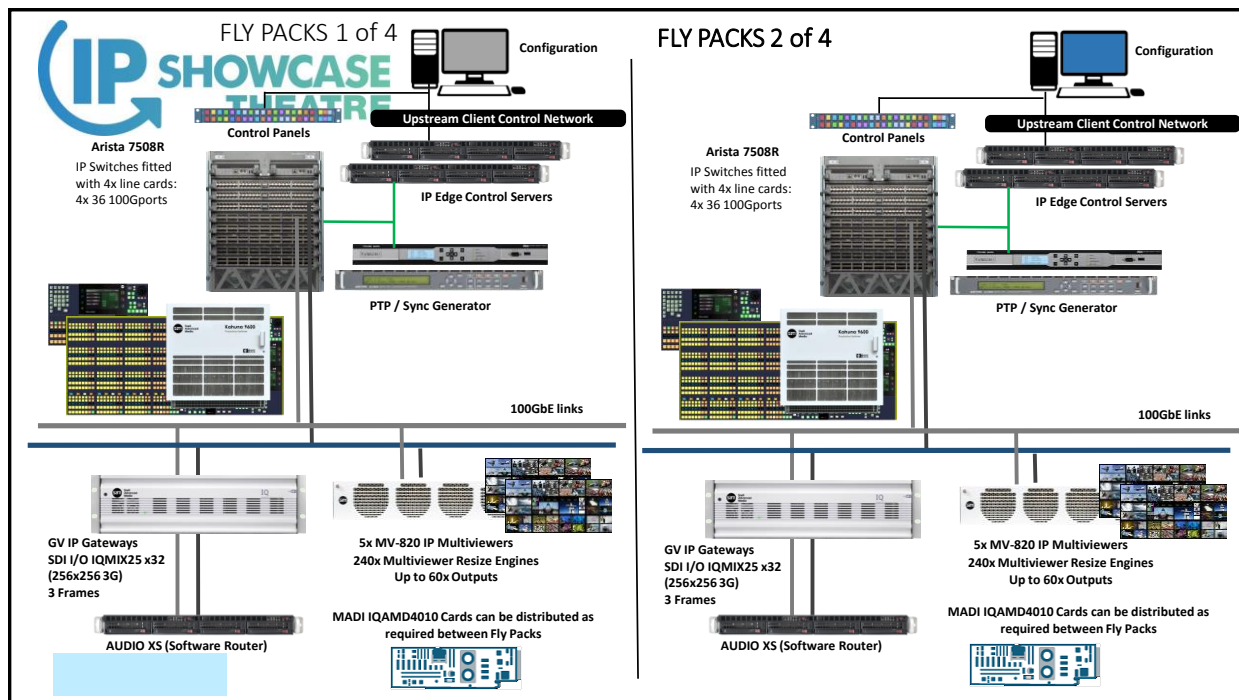 FLY PACKS 1 of 4
IP SHOWCASE
THEATRE
Configuration
Control Panels
Upstream Client Control Network
Arista 7508R
IP Switches fitted
with 4x line cards:
4x 36 100Gports
IP Edge Control Servers
PTP / Sync Generator
Kahuna 9600
100GbE links
IQ
GV IP Gateways
SDI I/O IQMIX25 x32
(256x256 3G)
3 Frames
5x MV-820 IP Multiviewers
240x Multiviewer Resize Engines
Up to 60x Outputs
MADI IQAMD4010 Cards can be distributed as
required between Fly Packs
AUDIO XS (Software Router)
FLY PACKS 2 of 4
Configuration
Control Panels
Upstream Client Control Network
Arista 7508R
IP Switches fitted
with 4x line cards:
4x 36 100Gports
IP Edge Control Servers
PTP / Sync Generator
Kahuna 9600
100GbE links
IQ
GV IP Gateways
SDI I/O IQMIX25 x32
(256x256 3G)
3 Frames
5x MV-820 IP Multiviewers
240x Multiviewer Resize Engines
Up to 60x Outputs
MADI IQAMD4010 Cards can be distributed as
required between Fly Packs
AUDIO XS (Software Router)